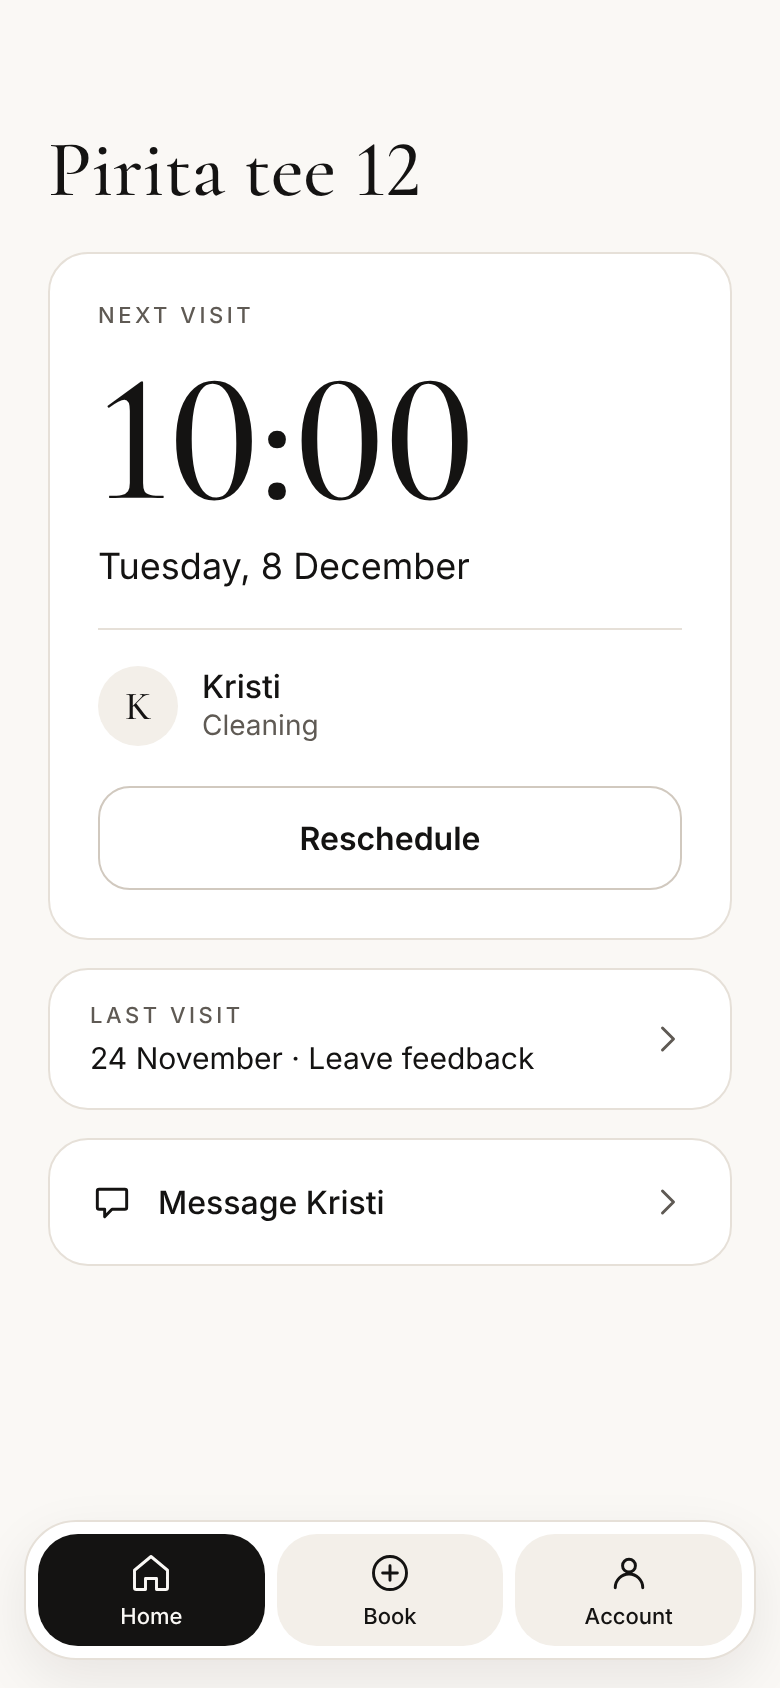 Pirita tee 12
NEXT VISIT
10:00
Tuesday, 8 December
K
Kristi
Cleaning
Reschedule
LAST VISIT
24 November · Leave feedback
Message Kristi
Home
Book
Account